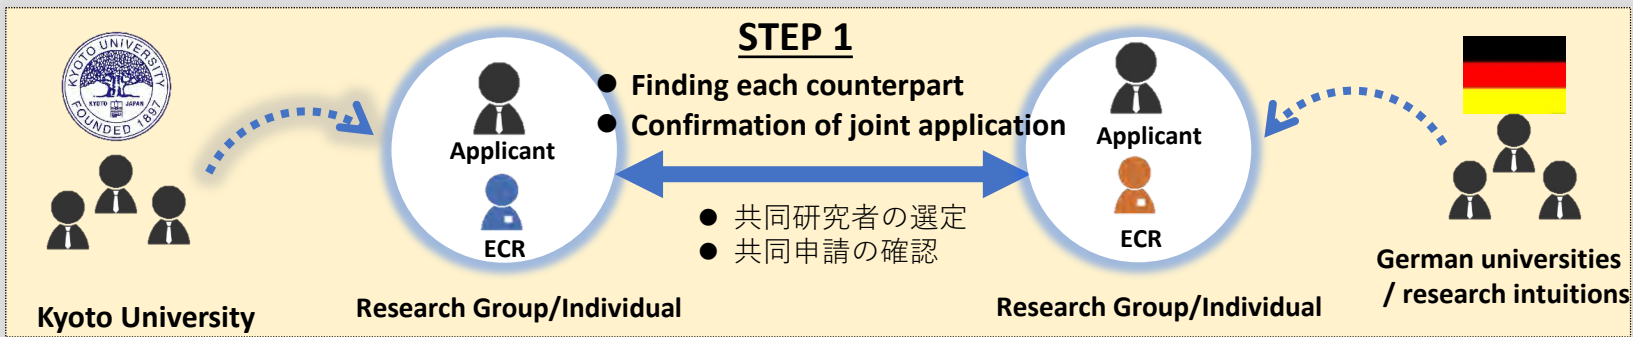 STEP 1
● Finding each counterpart
● Confirmation of joint application
● 共同研究者の選定
● 共同申請の確認
KYOTO UNIVERSITY
KYOTO JAPAN
FOUNDED 1897
Kyoto University
Applicant
ECR
Research Group/Individual
Applicant
ECR
Research Group/Individual
German universities
/ research intuitions